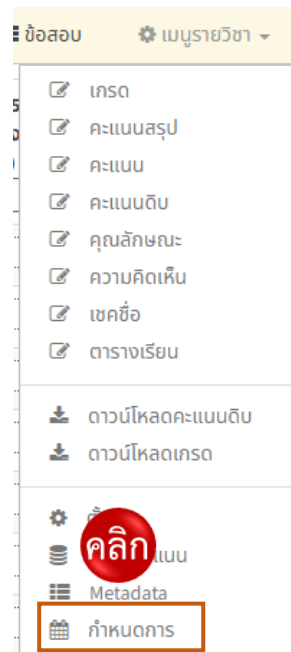 ข้อสอบ เมนูรายวิชา
เกรด
คะแนนสรุป
คะแนน
คะแนนดิบ
คุณลักษณะ
ความคิดเห็น
เชคชื่อ
ตารางเรียน
ดาวน์โหลดคะแนนดิบ
ดาวน์โหลดเกรด
คลิก
Metadata
กำหนดการ